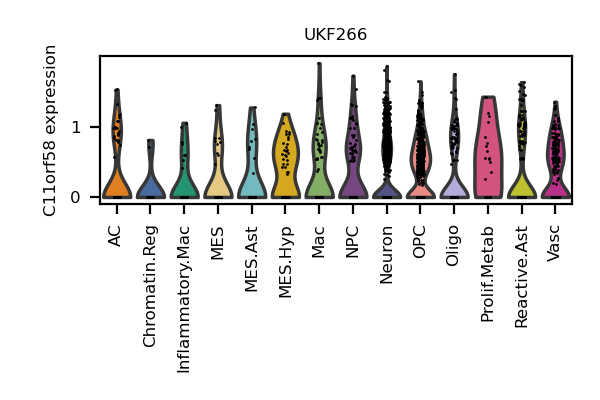 UKF266
C11orf58 expression
1
0
AC
Chromatin.Reg
Inflammatory.Mac
MES
MES.Ast
MES.Hyp
Mac
NPC
Neuron
OPC
Oligo
Prolif.Metab
Reactive.Ast
Vasc